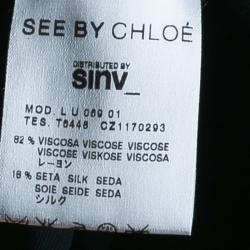 SEE BY CHLOÉ
DISTRIBUTED BY
sinv_
MOD. L U 069 01
TES. T6446 CZ1170293
82 % VISCOSA VISCOSE VISCOSE
VISCOSE VISKOSE VISCOSA
レーヨン
18 % SETA SILK SEDA
SOIE SEIDE SEDA
シルク